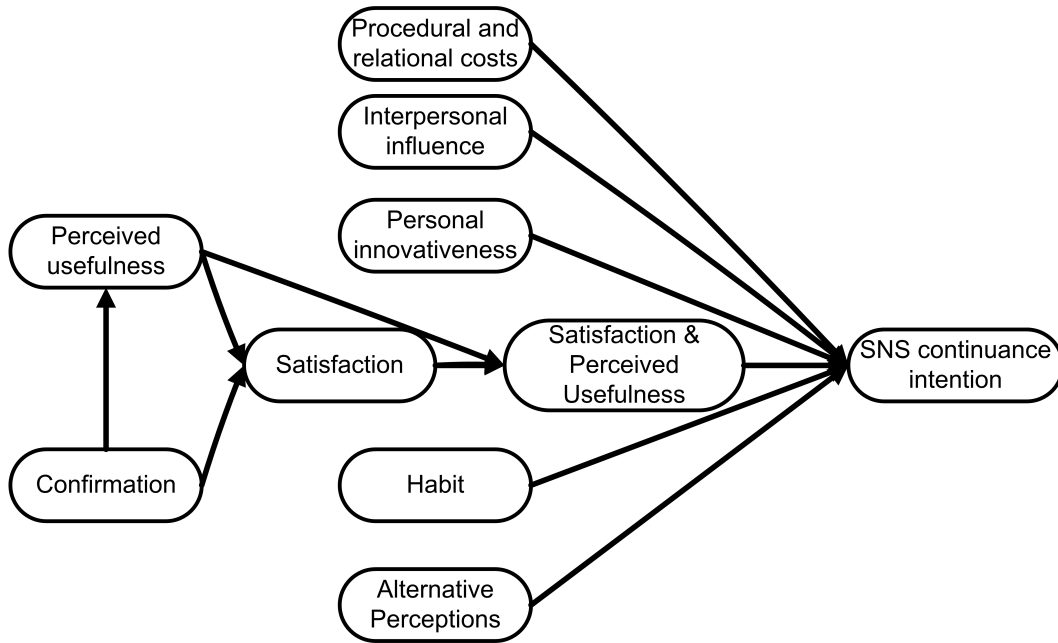 Procedural and
relational costs
Interpersonal
influence
Personal
innovativeness
Perceived
usefulness
Satisfaction
Satisfaction &
Perceived
Usefulness
SNS continuance
intention
Confirmation
Habit
Alternative
Perceptions